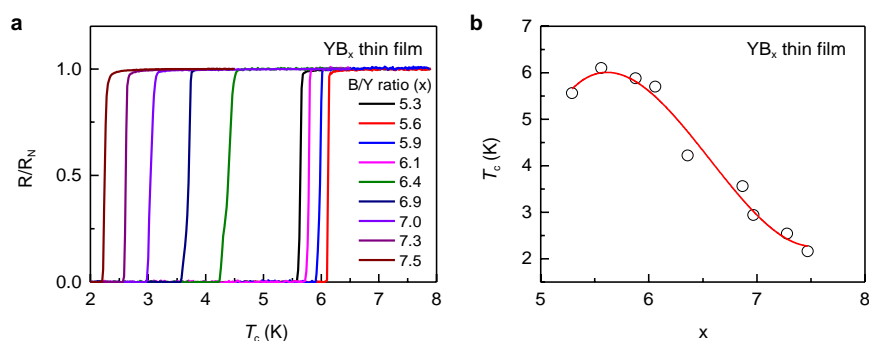 a
YBx thin film
B/Y ratio (x)
5.3
5.6
5.9
6.1
6.4
6.9
7.0
7.3
7.5
R/RN
1.0
0.5
0.0
2 3 4 5 6 7 8
Tc (K)
b
YBx thin film
Tc (K)
7
6
5
4
3
2
5 6 7 8
x